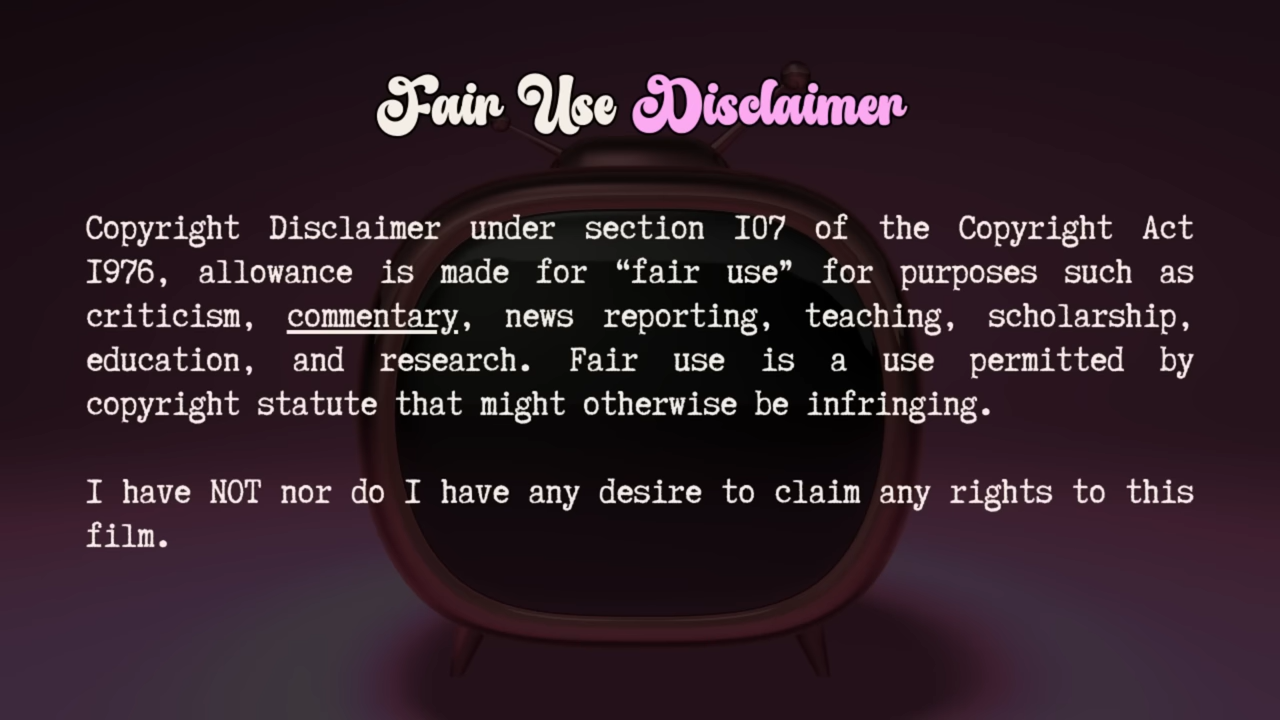 Fair Use Disclaimer
Copyright Disclaimer under section 107 of the Copyright Act
1976, allowance is made for “fair use” for purposes such as
criticism, commentary, news reporting, teaching, scholarship,
education, and research. Fair use is a use permitted by
copyright statute that might otherwise be infringing.
I have NOT nor do I have any desire to claim any rights to this
film.